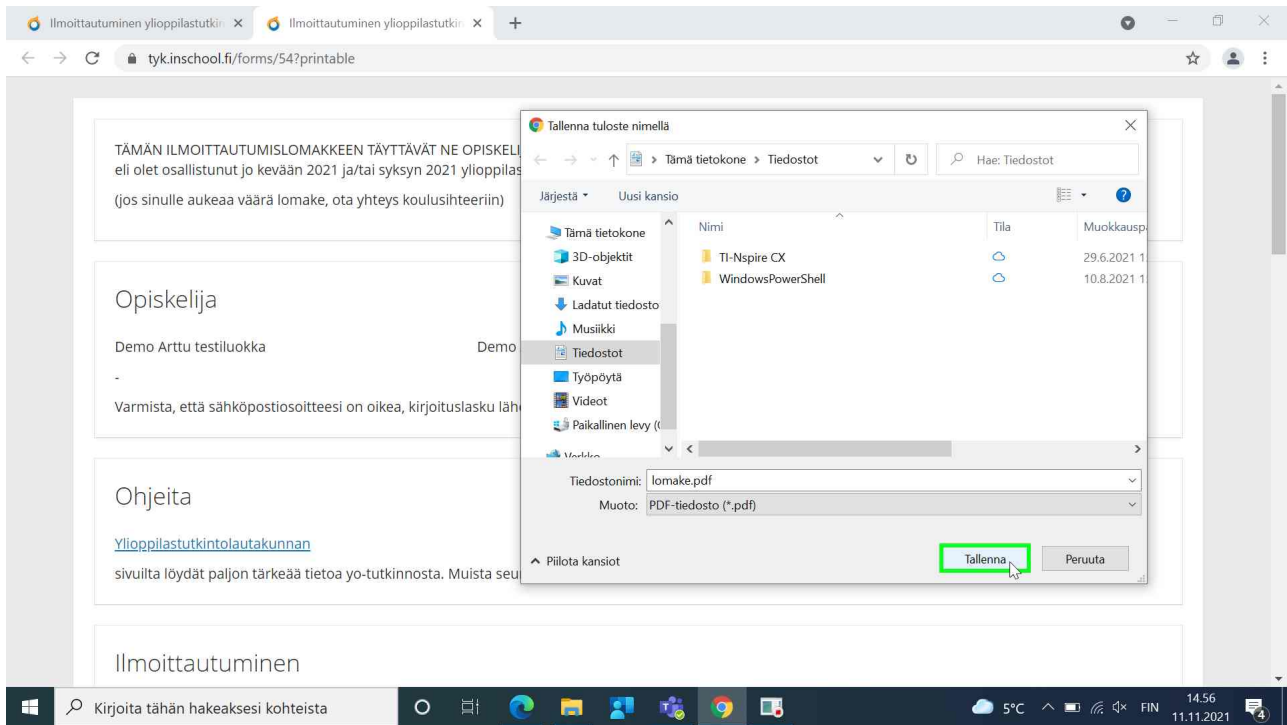 Ilmoittautuminen ylioppilastutkin
Ilmoittautuminen ylioppilastutkin
tyk.inschool.fi/forms/54?printable
TÄMÄN ILMOITTAUTUMISLOMAKKEEN TÄYTTÄVÄT NE OPISKELIJ
eli olet osallistunut jo kevään 2021 ja/tai syksyn 2021 ylioppilas
(jos sinulle aukeaa väärä lomake, ota yhteys koulusihteeriin)
Opiskelija
Demo Arttu testiluokka
Demo
-
Varmista, että sähköpostiosoitteesi on oikea, kirjoituslasku lähe
Ohjeita
Ylioppilastutkintolautakunnan
sivuilta löydät paljon tärkeää tietoa yo-tutkinnosta. Muista seu
Ilmoittautuminen
Tallenna tuloste nimellä
Tämä tietokone > Tiedostot
Hae: Tiedostot
Järjestä
Uusi kansio
Tämä tietokone
3D-objektit
Kuvat
Ladatut tiedosto
Musiikki
Tiedostot
Työpöytä
Videot
Paikallinen levy (
Verkko
Nimi
Tila
Muokkausp
TI-Nspire CX
29.6.2021 1
WindowsPowerShell
10.8.2021 1
Tiedostonimi: lomake.pdf
Muoto: PDF-tiedosto (*.pdf)
Piilota kansiot
Tallenna
Peruuta
Kirjoita tähän hakeaksesi kohteista
5°C
FIN
14.56
11.11.2021
4